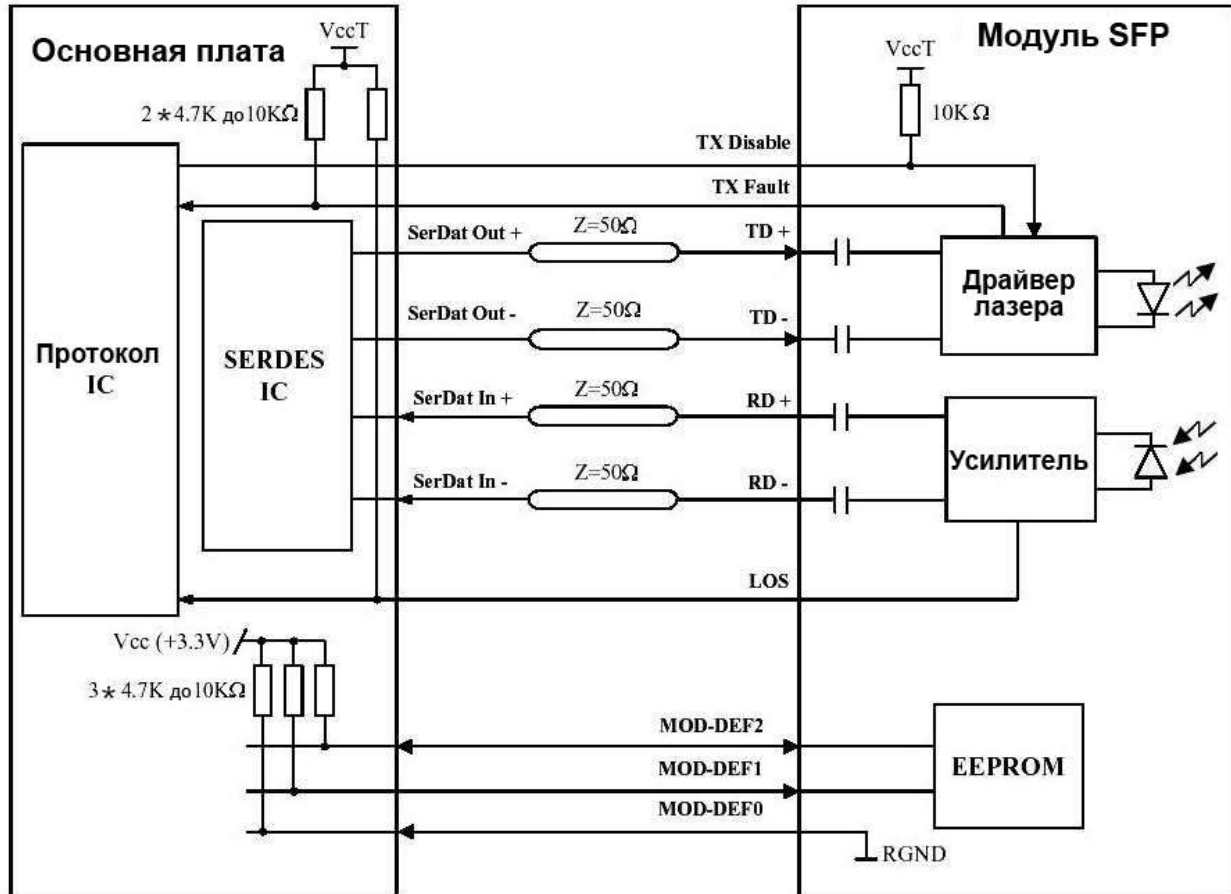 Основная плата
VccT
2 * 4.7K до10KΩ
Модуль SFP
VccT
10K Ω
TX Disable
TX Fault
SerDat Out +
Z=50Ω
TD +
SerDat Out -
Z=50Ω
TD -
SerDat In +
Z=50Ω
RD +
SerDat In -
Z=50Ω
RD -
Протокол
IC
SERDES
IC
Драйвер
лазера
Усилитель
LOS
Vcc (+3.3V)
3 * 4.7K до10KΩ
MOD-DEF2
MOD-DEF1
MOD-DEF0
EEPROM
RGND